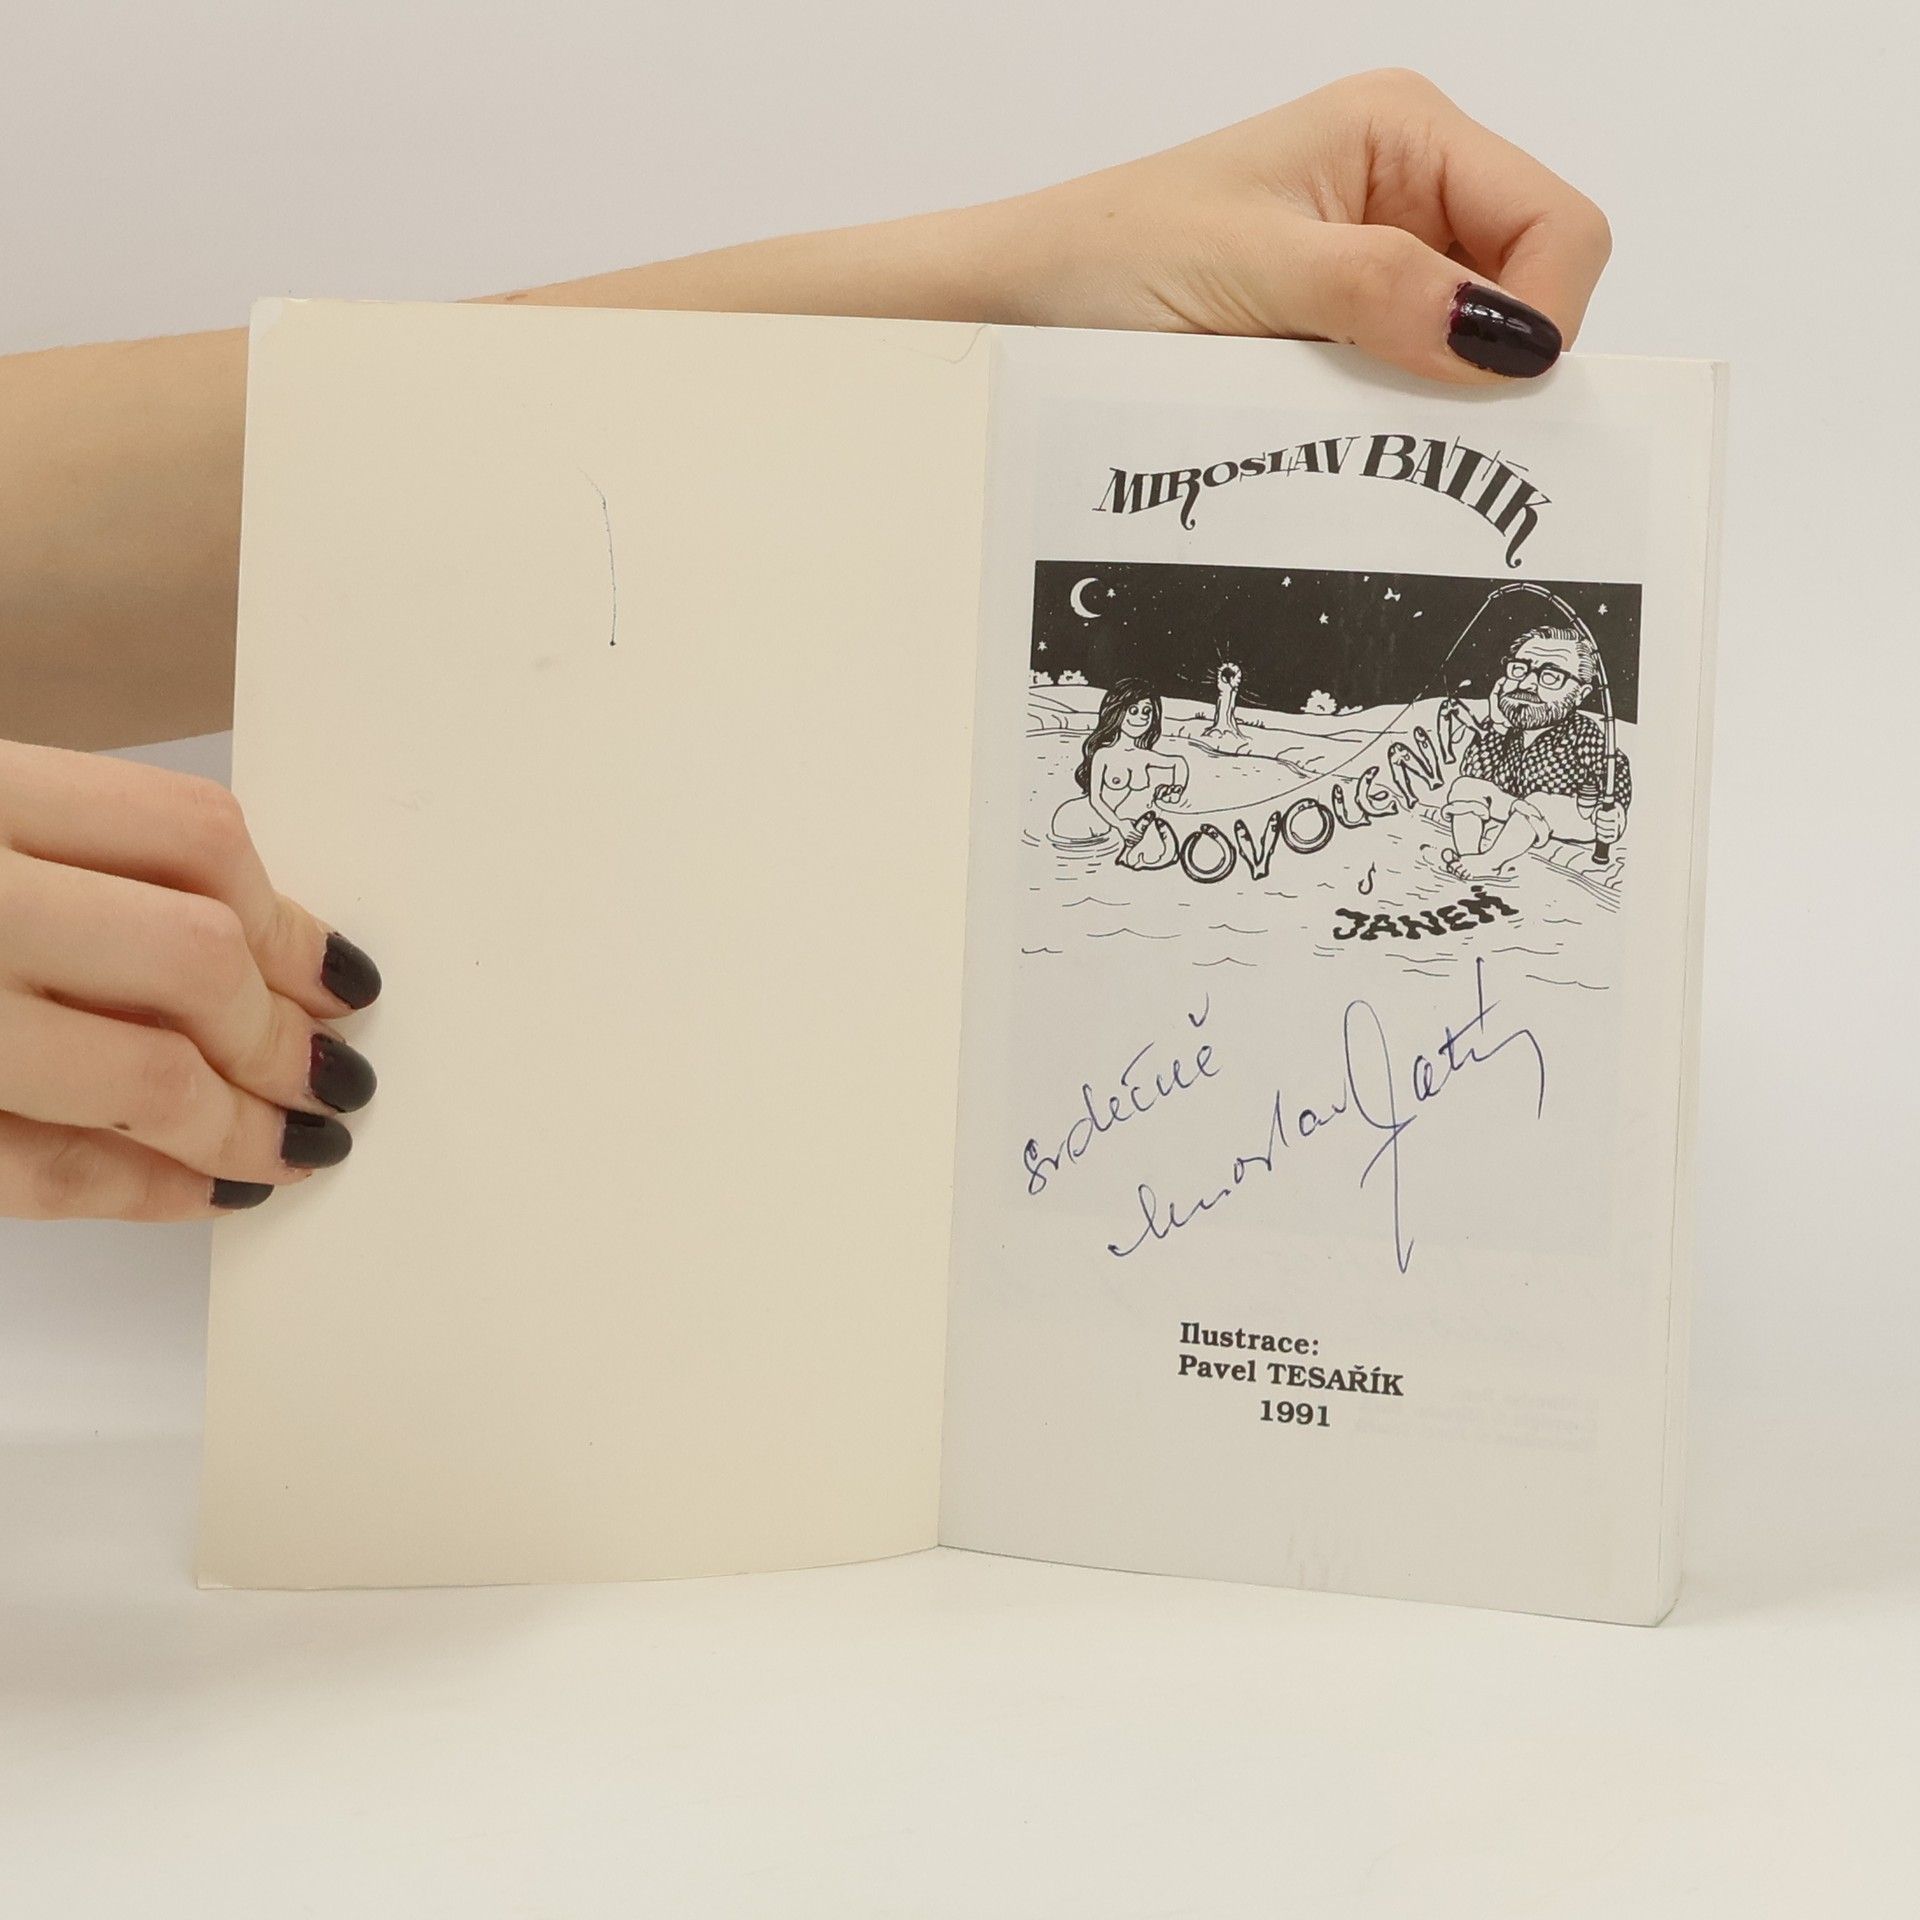 MIROSLAV BATÍK
DOVOLENÁ
S
JANEM
srdečně
Miroslav Batík
Ilustrace:
Pavel TESAŘÍK
1991